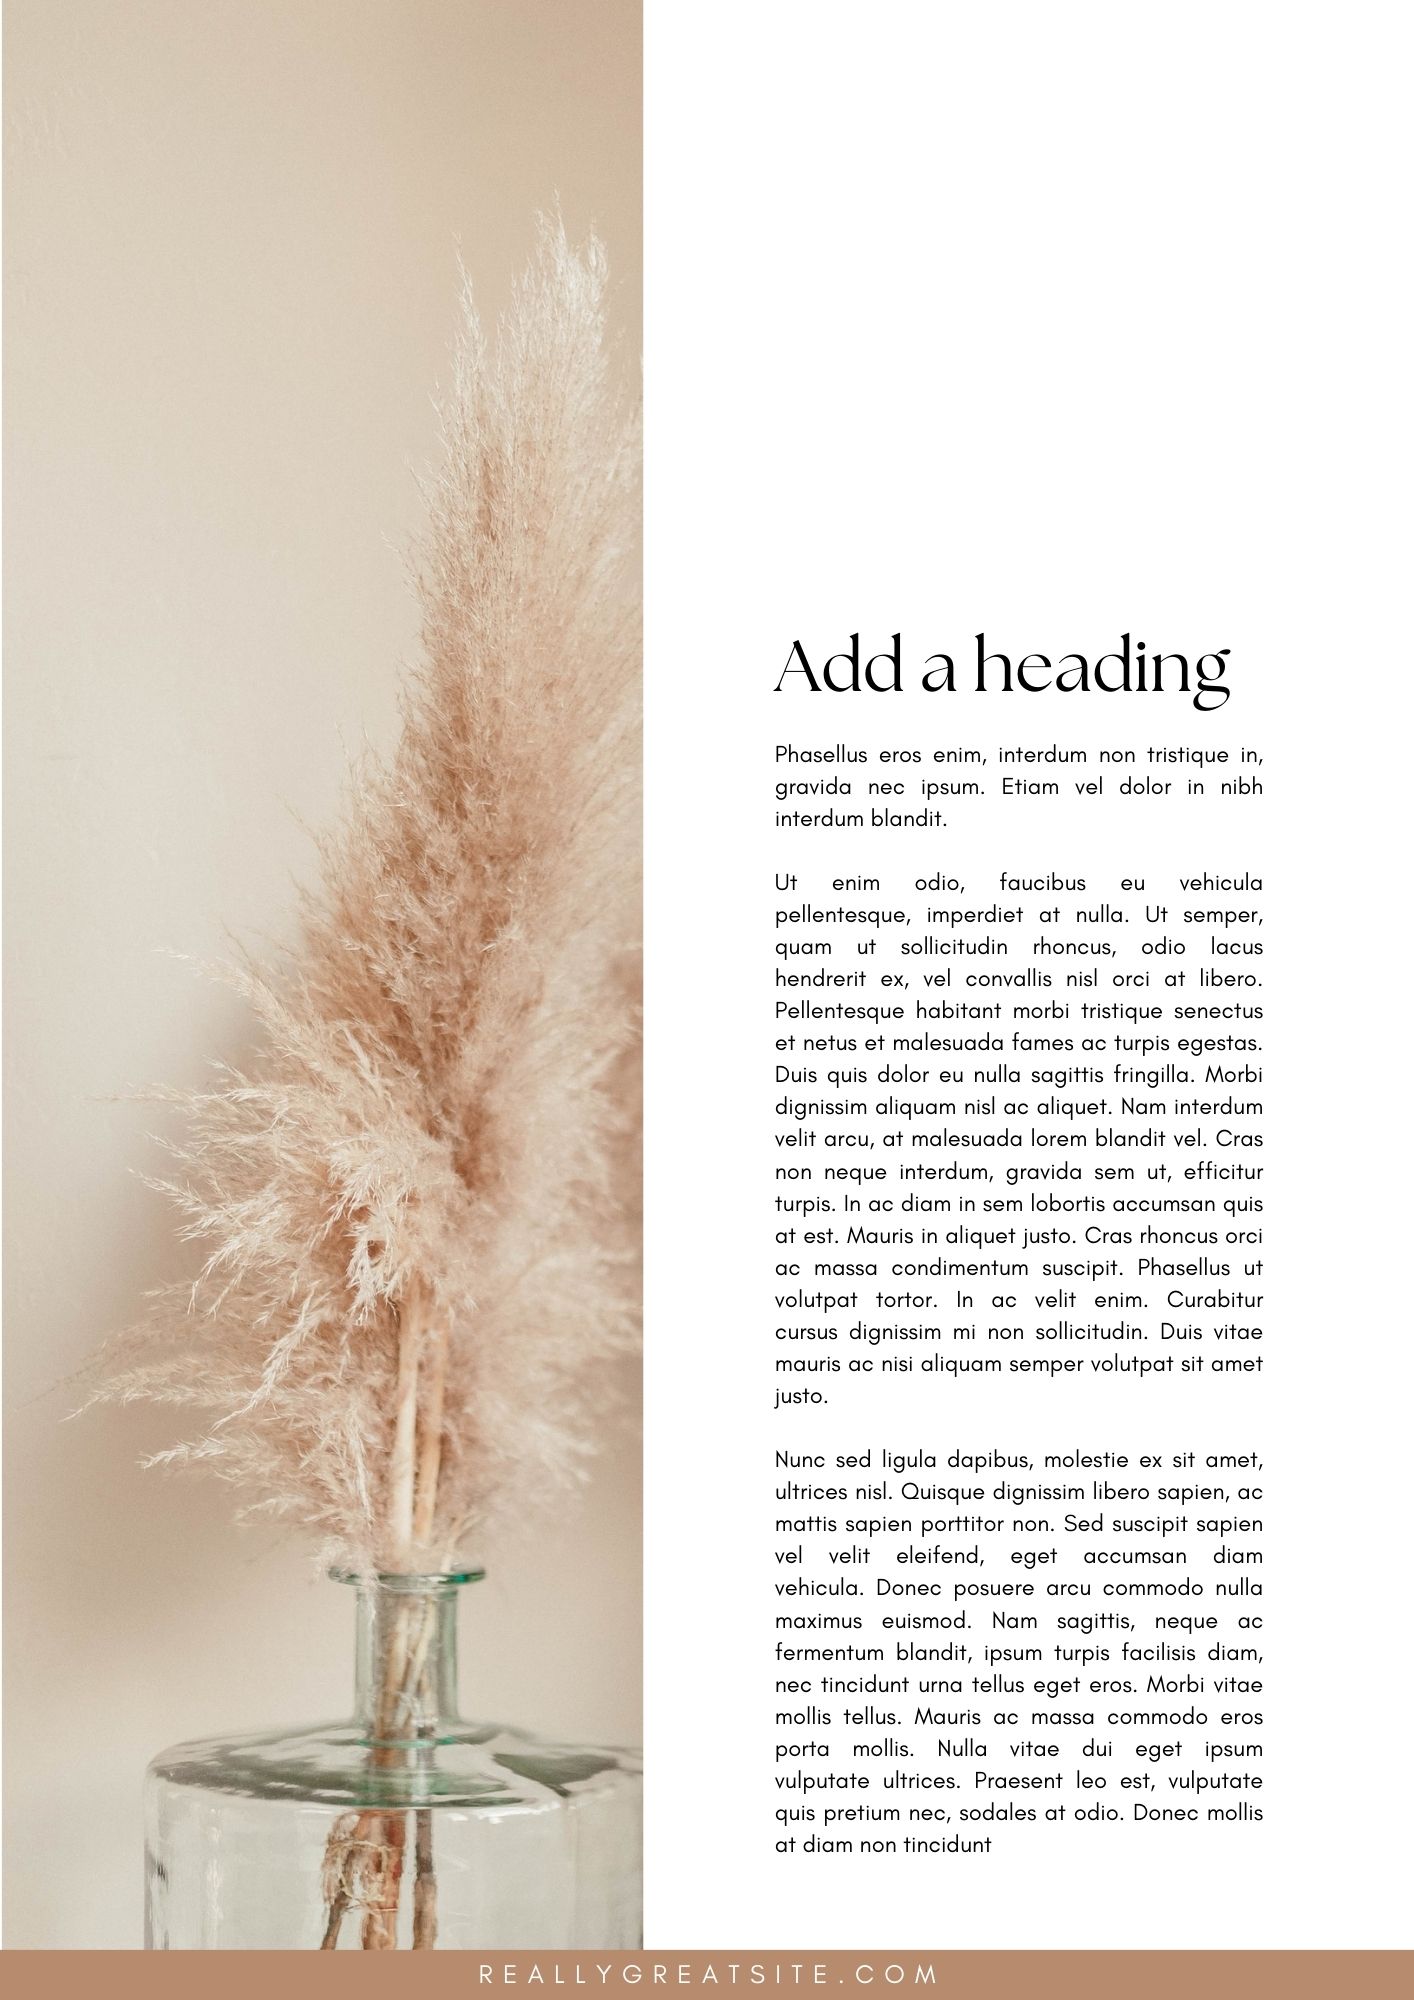 Add a heading
Phasellus eros enim, interdum non tristique in,
gravida nec ipsum. Etiam vel dolor in nibh
interdum blandit.
Ut enim odio, faucibus eu vehicula
pellentesque, imperdiet at nulla. Ut semper,
quam ut sollicitudin rhoncus, odio lacus
hendrerit ex, vel convallis nisl orci at libero.
Pellentesque habitant morbi tristique senectus
et netus et malesuada fames ac turpis egestas.
Duis quis dolor eu nulla sagittis fringilla. Morbi
dignissim aliquam nisl ac aliquet. Nam interdum
velit arcu, at malesuada lorem blandit vel. Cras
non neque interdum, gravida sem ut, efficitur
turpis. In ac diam in sem lobortis accumsan quis
at est. Mauris in aliquet justo. Cras rhoncus orci
ac massa condimentum suscipit. Phasellus ut
volutpat tortor. In ac velit enim. Curabitur
cursus dignissim mi non sollicitudin. Duis vitae
mauris ac nisi aliquam semper volutpat sit amet
justo.
Nunc sed ligula dapibus, molestie ex sit amet,
ultrices nisl. Quisque dignissim libero sapien, ac
mattis sapien porttitor non. Sed suscipit sapien
vel velit eleifend, eget accumsan diam
vehicula. Donec posuere arcu commodo nulla
maximus euismod. Nam sagittis, neque ac
fermentum blandit, ipsum turpis facilisis diam,
nec tincidunt urna tellus eget eros. Morbi vitae
mollis tellus. Mauris ac massa commodo eros
porta mollis. Nulla vitae dui eget ipsum
vulputate ultrices. Praesent leo est, vulputate
quis pretium nec, sodales at odio. Donec mollis
at diam non tincidunt
REALLYGREATSITE.COM